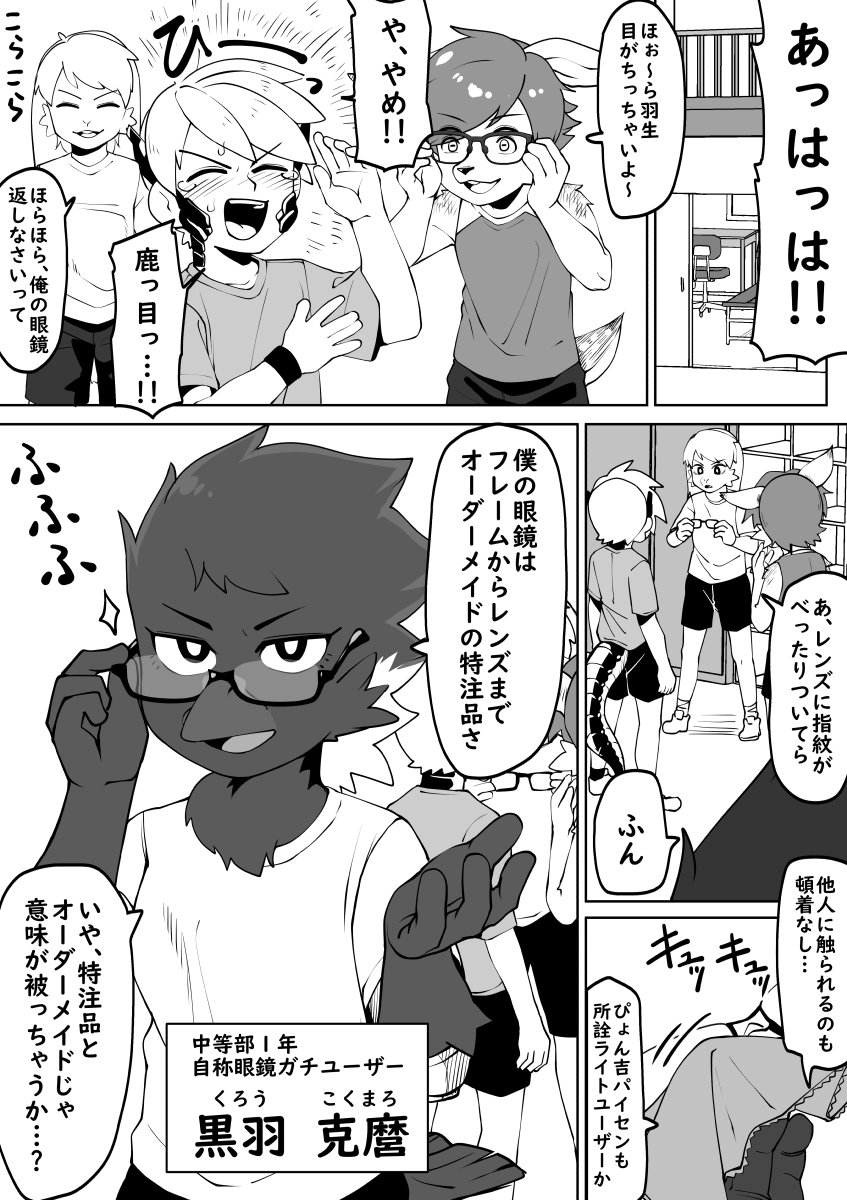 あっはっは!!
ほぉ〜ら羽生
目がちっちゃいよ〜
や、やめ!!
ひーっ
鹿っ目っ…!!
こらこら
ほらほら、俺の眼鏡
返しなさいって
あ、レンズに指紋が
べったりついてら
ふん
他人に触られるのも
頓着なし…
キュッ
キュッ
ぴょん吉パイセンも
所詮ライトユーザーか
僕の眼鏡は
フレームからレンズまで
オーダーメイドの特注品さ
ふふふ
いや、特注品と
オーダーメイドじゃ
意味が被っちゃうか…?
中等部1年
自称眼鏡ガチユーザー
くろう こくまろ
黒羽 克麿